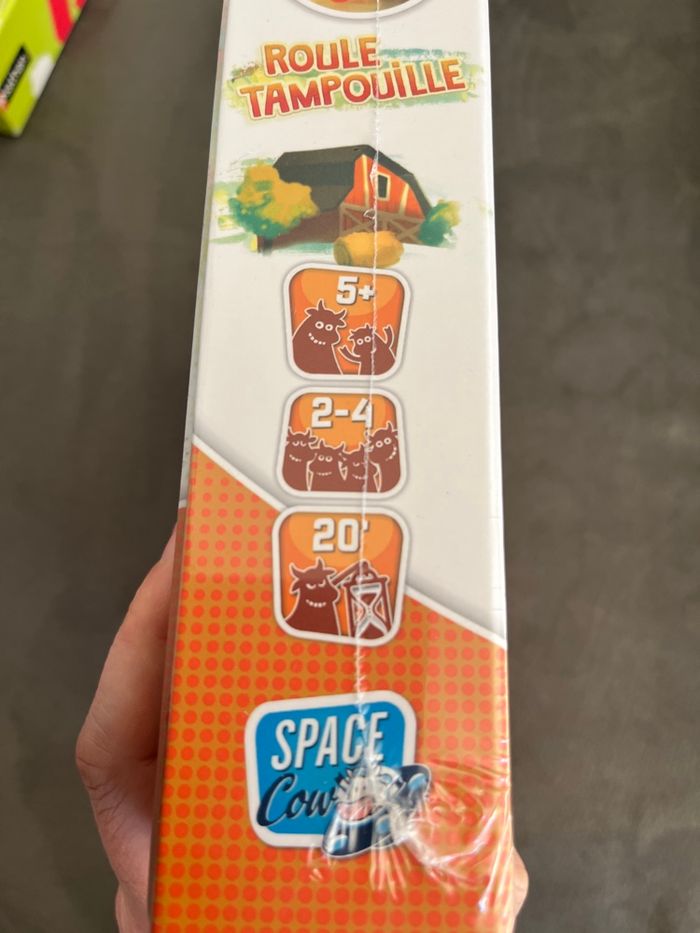 ROULE
TAMPOUILLE
5+
2-4
20'
SPACE
Cow